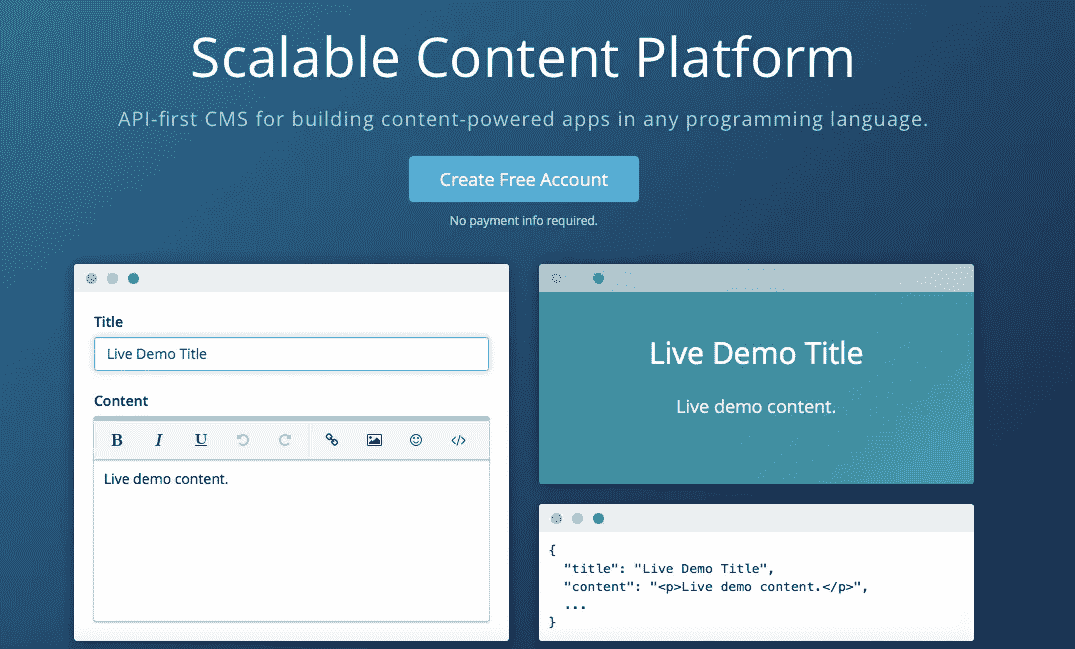 Scalable Content Platform
API-first CMS for building content-powered apps in any programming language.
Create Free Account
No payment info required.
Title
Live Demo Title
Content
B I U </>
Live demo content.
Live Demo Title
Live demo content.
{
"title": "Live Demo Title",
"content": "<p>Live demo content.</p>",
...
}